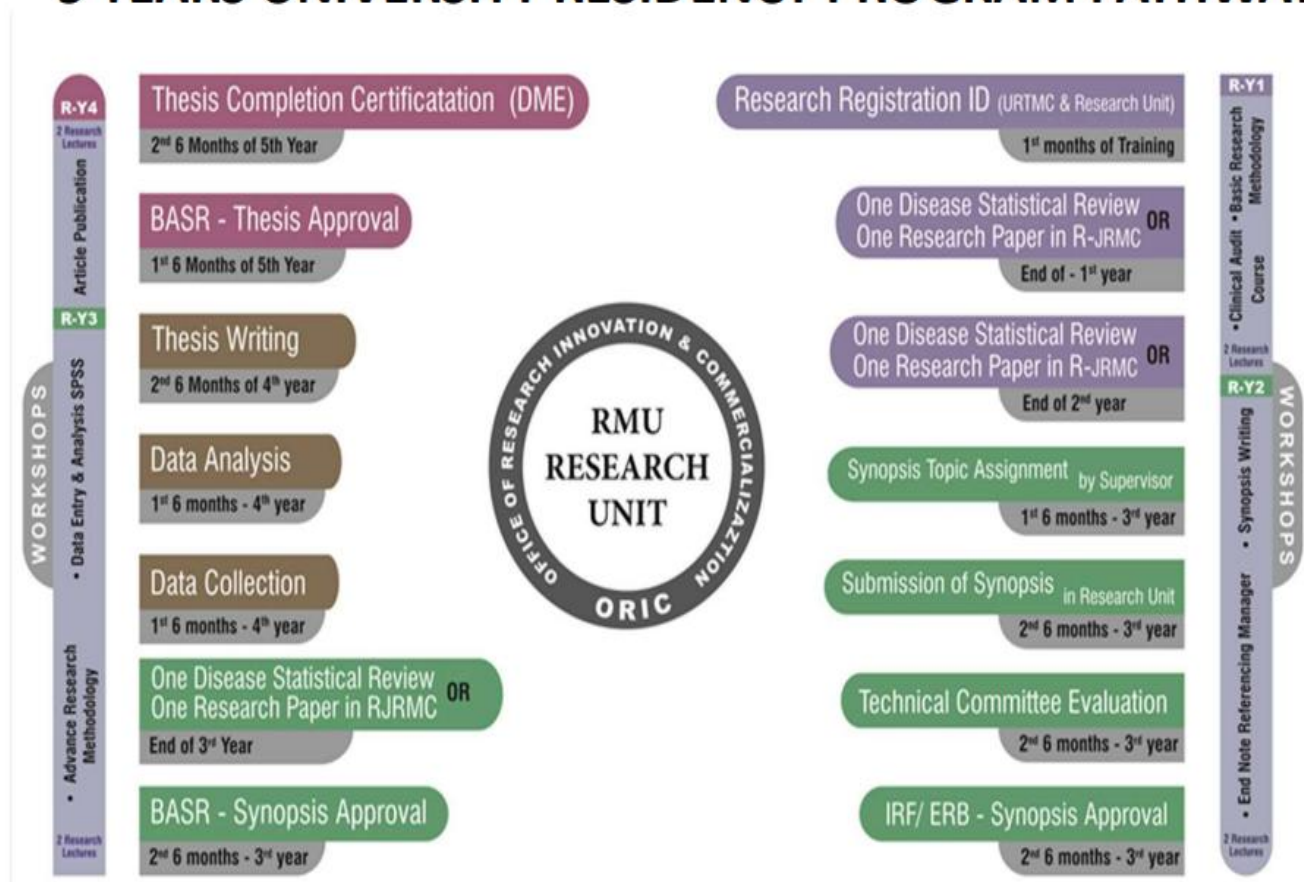 R-Y4
2 Research
Lectures
Article Publication
R-Y3
• Data Entry & Analysis SPSS
• Advance Research
Methodology
2 Research
Lectures
WORKSHOPS
Thesis Completion Certificatation (DME)
2nd 6 Months of 5th Year
BASR - Thesis Approval
1st 6 Months of 5th Year
Thesis Writing
2nd 6 Months of 4th year
Data Analysis
1st 6 months - 4th year
Data Collection
1st 6 months - 4th year
One Disease Statistical Review
One Research Paper in RJRMC OR
End of 3rd Year
BASR - Synopsis Approval
2nd 6 months - 3rd year
OFFICE OF RESEARCH INNOVATION & COMMERCIALIZAZTION
ORIC
RMU
RESEARCH
UNIT
Research Registration ID (URTMC & Research Unit)
1st months of Training
One Disease Statistical Review
One Research Paper in R-JRMC OR
End of - 1st year
One Disease Statistical Review
One Research Paper in R-JRMC OR
End of 2nd year
Synopsis Topic Assignment by Supervisor
1st 6 months - 3rd year
Submission of Synopsis in Research Unit
2nd 6 months - 3rd year
Technical Committee Evaluation
2nd 6 months - 3rd year
IRF/ ERB - Synopsis Approval
2nd 6 months - 3rd year
R-Y1
• Basic Research
Methodology
• Clinical Audit
Course
2 Research
Lectures
R-Y2
• Synopsis Writing
• End Note Referencing Manager
2 Research
Lectures
WORKSHOPS